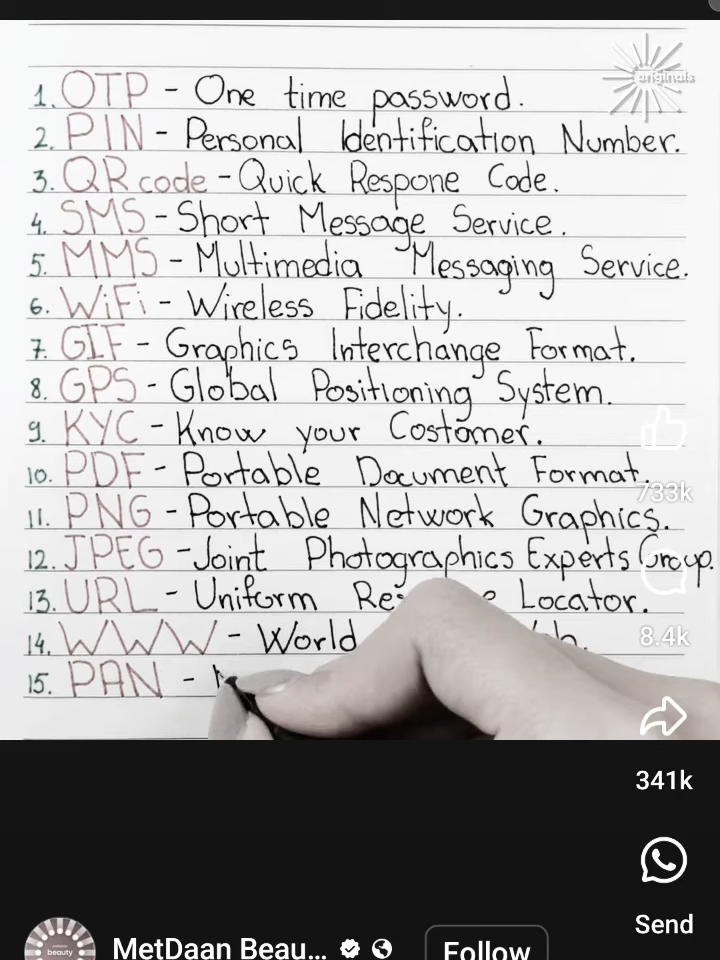 originals
1. OTP - One time password.
2. PIN - Personal Identification Number.
3. QR code - Quick Respone Code.
4. SMS - Short Message Service.
5. MMS - Multimedia Messaging Service.
6. WiFi - Wireless Fidelity.
7. GIF - Graphics Interchange Format.
8. GPS - Global Positioning System.
9. KYC - Know your Costomer.
10. PDF - Portable Document Format.
733k
11. PNG - Portable Network Graphics.
12. JPEG - Joint Photographics Experts Group.
13. URL - Uniform Locator.
14. WWW - World
8.4k
15. PAN -
341k
Send
beauty
MetDaan Beau...
Follow